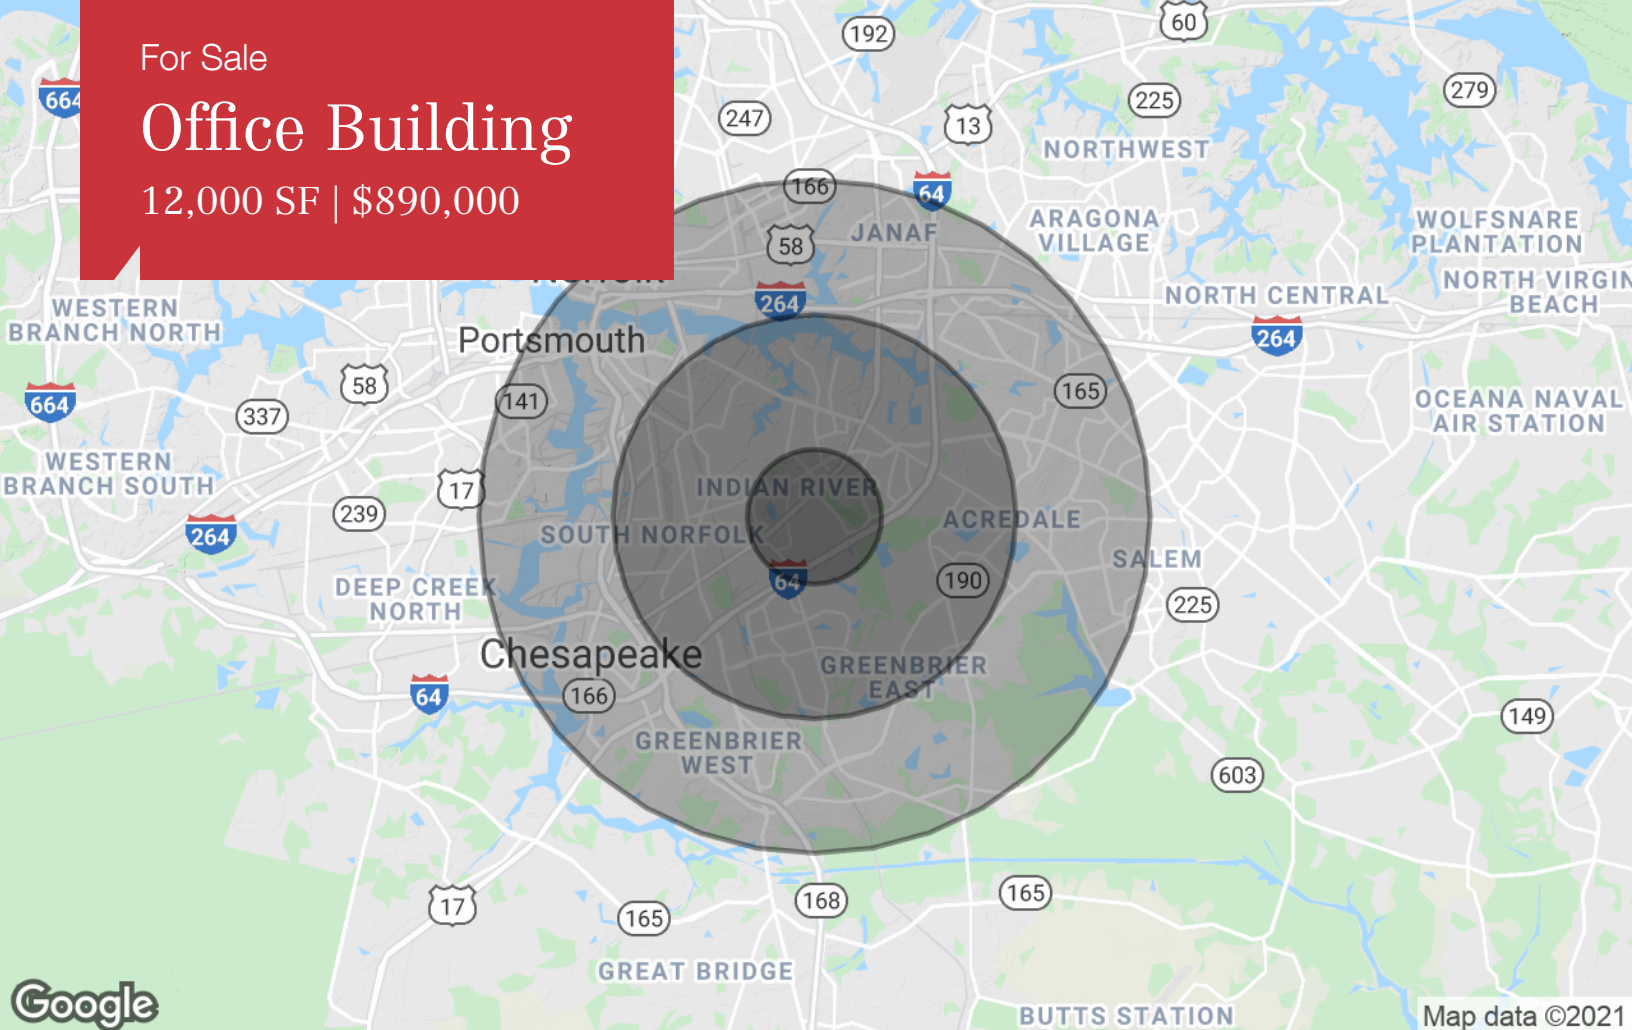 For Sale
Office Building
12,000 SF | $890,000
192
60
279
664
225
247
13
NORTHWEST
166
64
ARAGONA
VILLAGE
WOLFSNARE
PLANTATION
JANAF
58
Norfolk
264
NORTH CENTRAL
NORTH VIRGIN
BEACH
WESTERN
BRANCH NORTH
Portsmouth
264
58
664
337
141
165
OCEANA NAVAL
AIR STATION
WESTERN
BRANCH SOUTH
17
INDIAN RIVER
239
264
SOUTH NORFOLK
ACREDALE
SALEM
64
190
DEEP CREEK
NORTH
225
Chesapeake
GREENBRIER
EAST
64
166
149
GREENBRIER
WEST
603
17
165
168
165
GREAT BRIDGE
Google
BUTTS STATION
Map data ©2021